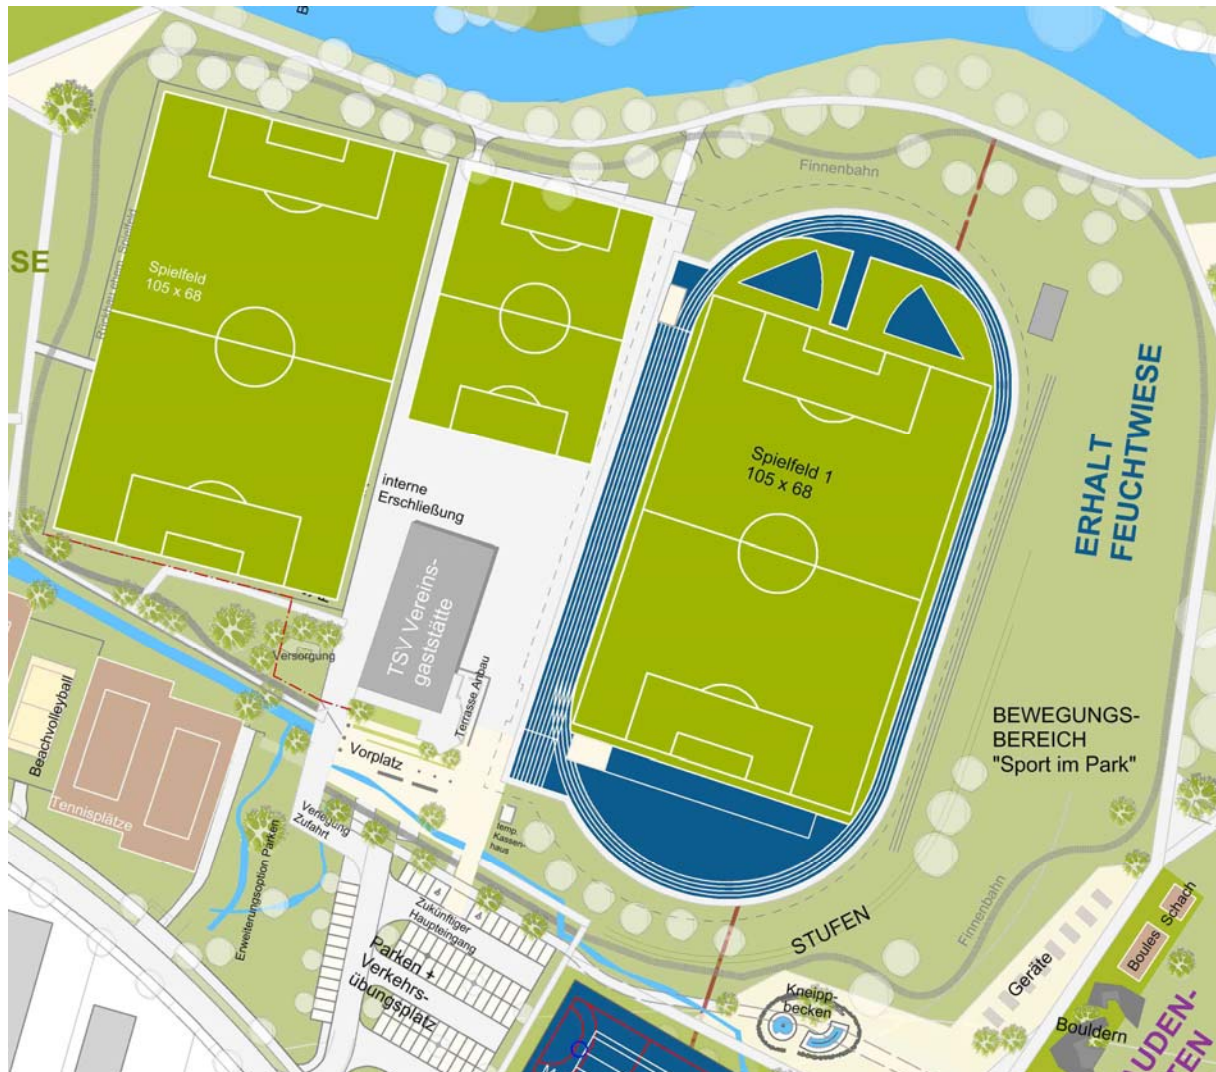 B
Finnenbahn
SE
Spielfeld
105 x 68
ERHALT
FEUCHTWIESE
Spielfeld 1
105 x 68
interne
Erschließung
TSV Vereins-
gaststätte
Versorgung
Terrasse Anbau
Beachvolleyball
Tennisplätze
Vorplatz
BEWEGUNGS-
BEREICH
"Sport im Park"
Verlegung
Zufahrt
temp.
Kassen-
haus
Erweiterungsoption Parken
Zukünftiger
Haupteingang
Parken +
Verkehrs-
übungsplatz
STUFEN
Finnenbahn
Geräte
Schach
Boules
Kneipp-
becken
Bouldern
AUDEN-
TEN